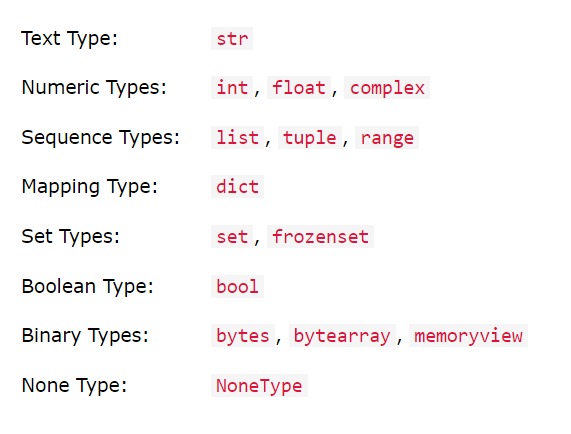 Text Type: str
Numeric Types: int, float, complex
Sequence Types: list, tuple, range
Mapping Type: dict
Set Types: set, frozenset
Boolean Type: bool
Binary Types: bytes, bytearray, memoryview
None Type: NoneType